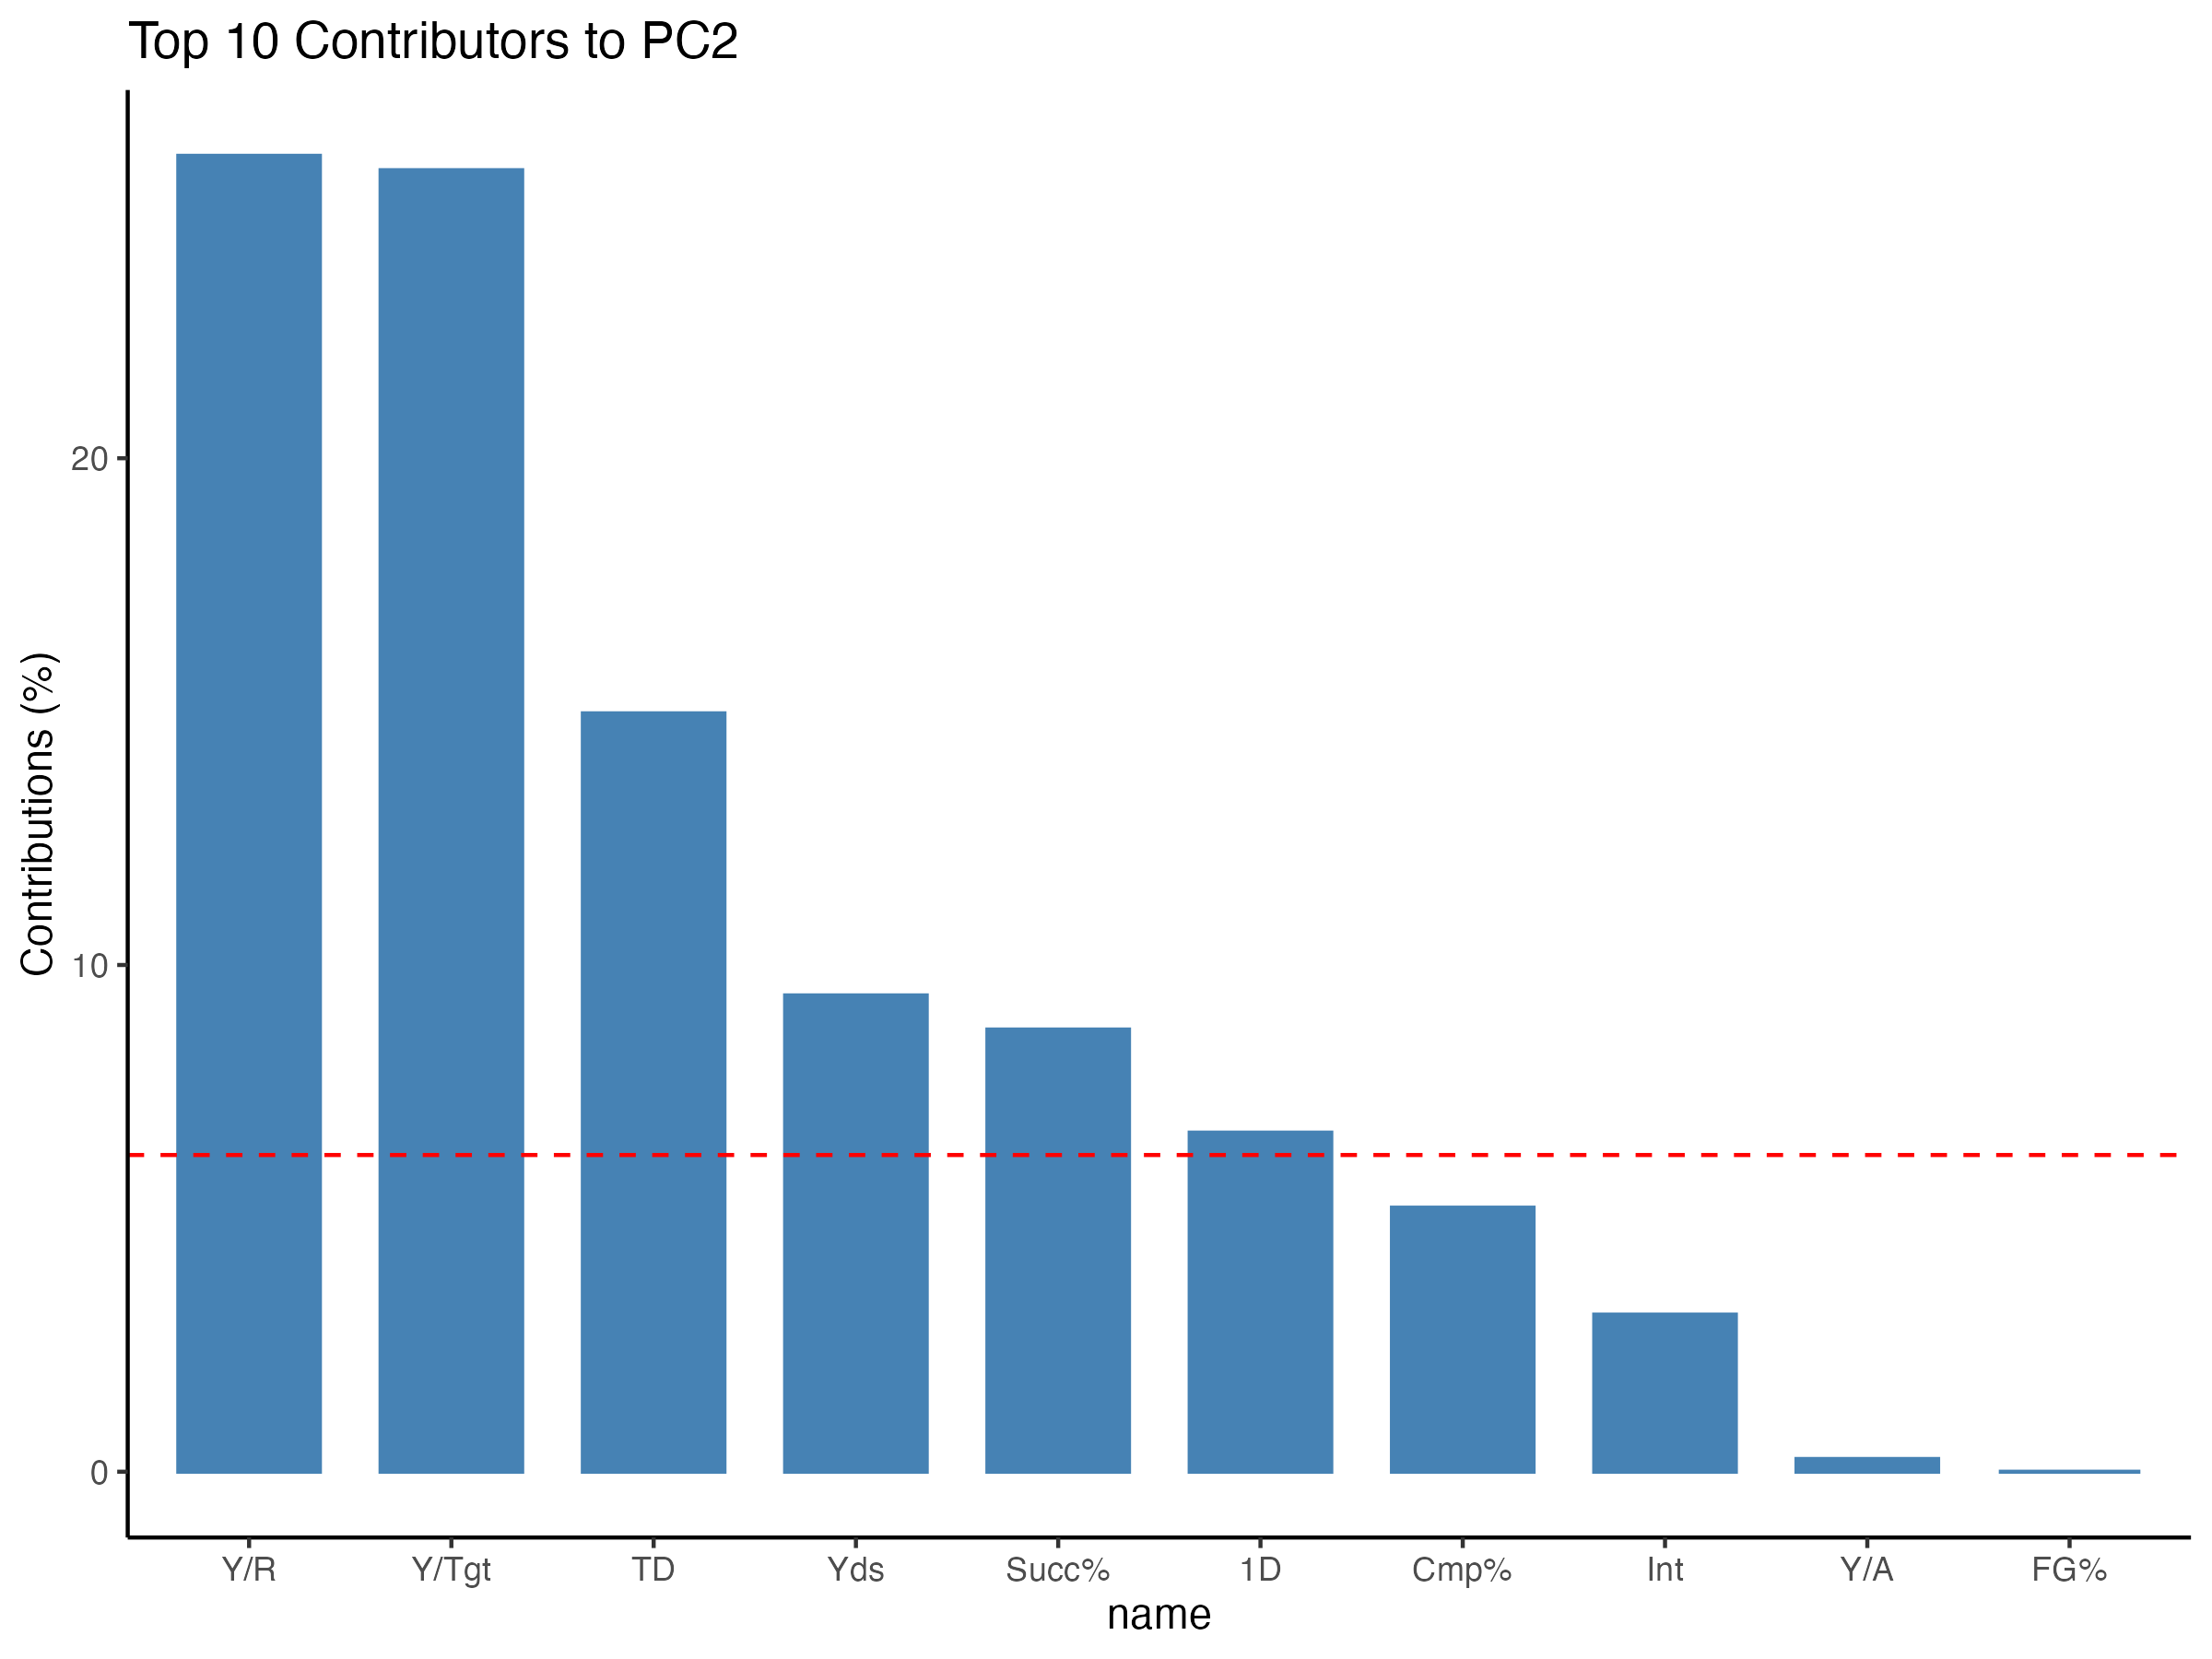 Top 10 Contributors to PC2
Contributions (%)
20
10
0
Y/R Y/Tgt TD Yds Succ% 1D Cmp% Int Y/A FG%
name